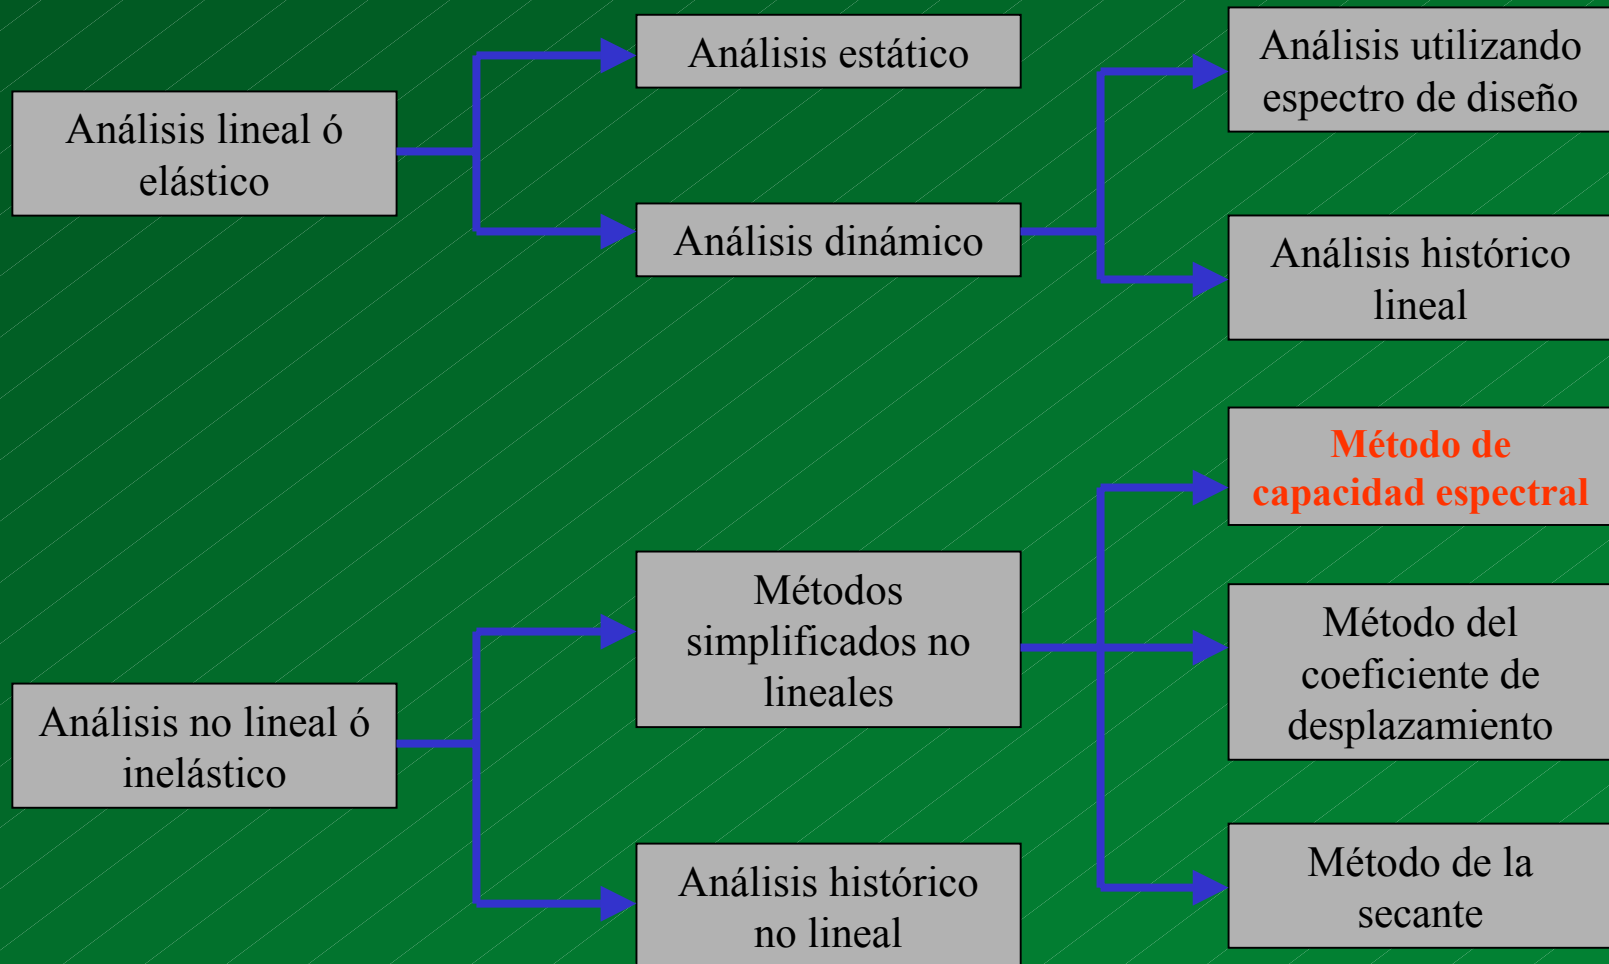 Análisis lineal ó
elástico
Análisis estático
Análisis dinámico
Análisis utilizando
espectro de diseño
Análisis histórico
lineal
Análisis no lineal ó
inelástico
Métodos
simplificados no
lineales
Análisis histórico
no lineal
Método de
capacidad espectral
Método del
coeficiente de
desplazamiento
Método de la
secante